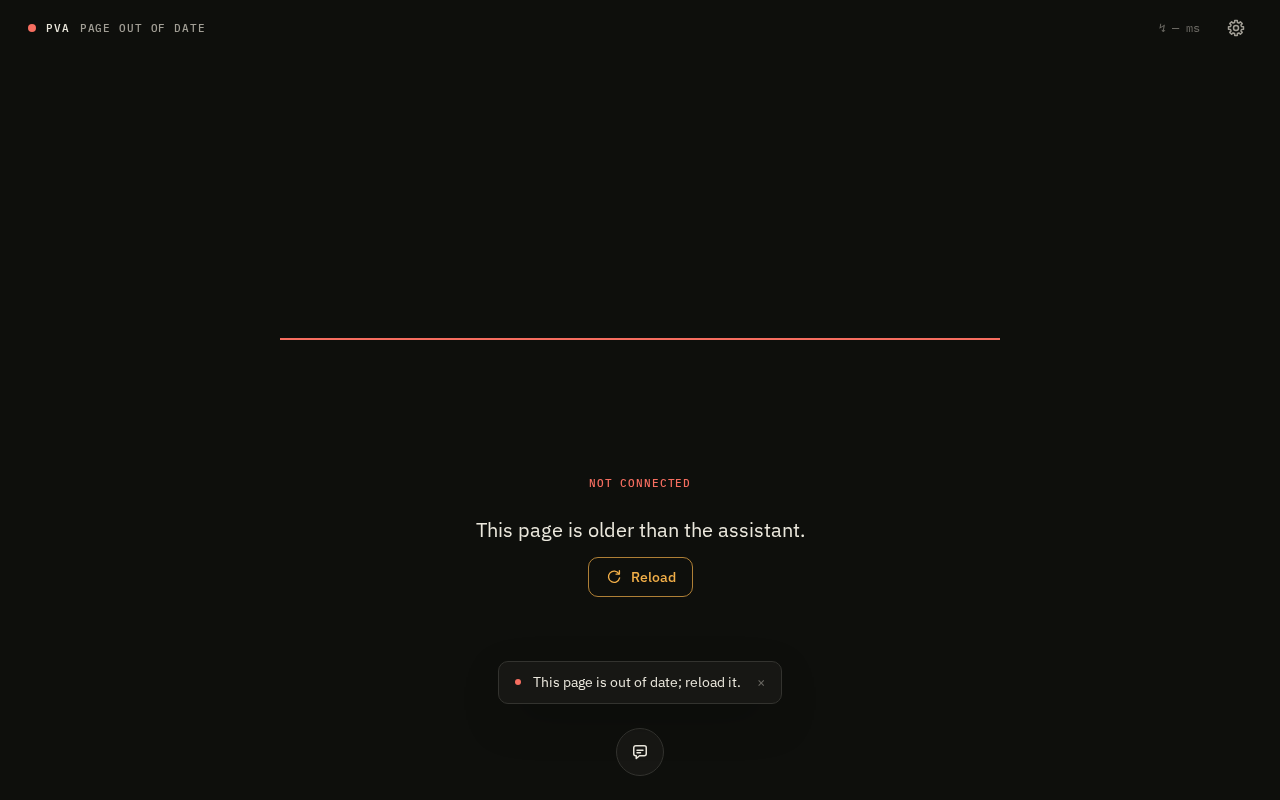 PVA PAGE OUT OF DATE
↯ — ms
NOT CONNECTED
This page is older than the assistant.
Reload
This page is out of date; reload it. ×